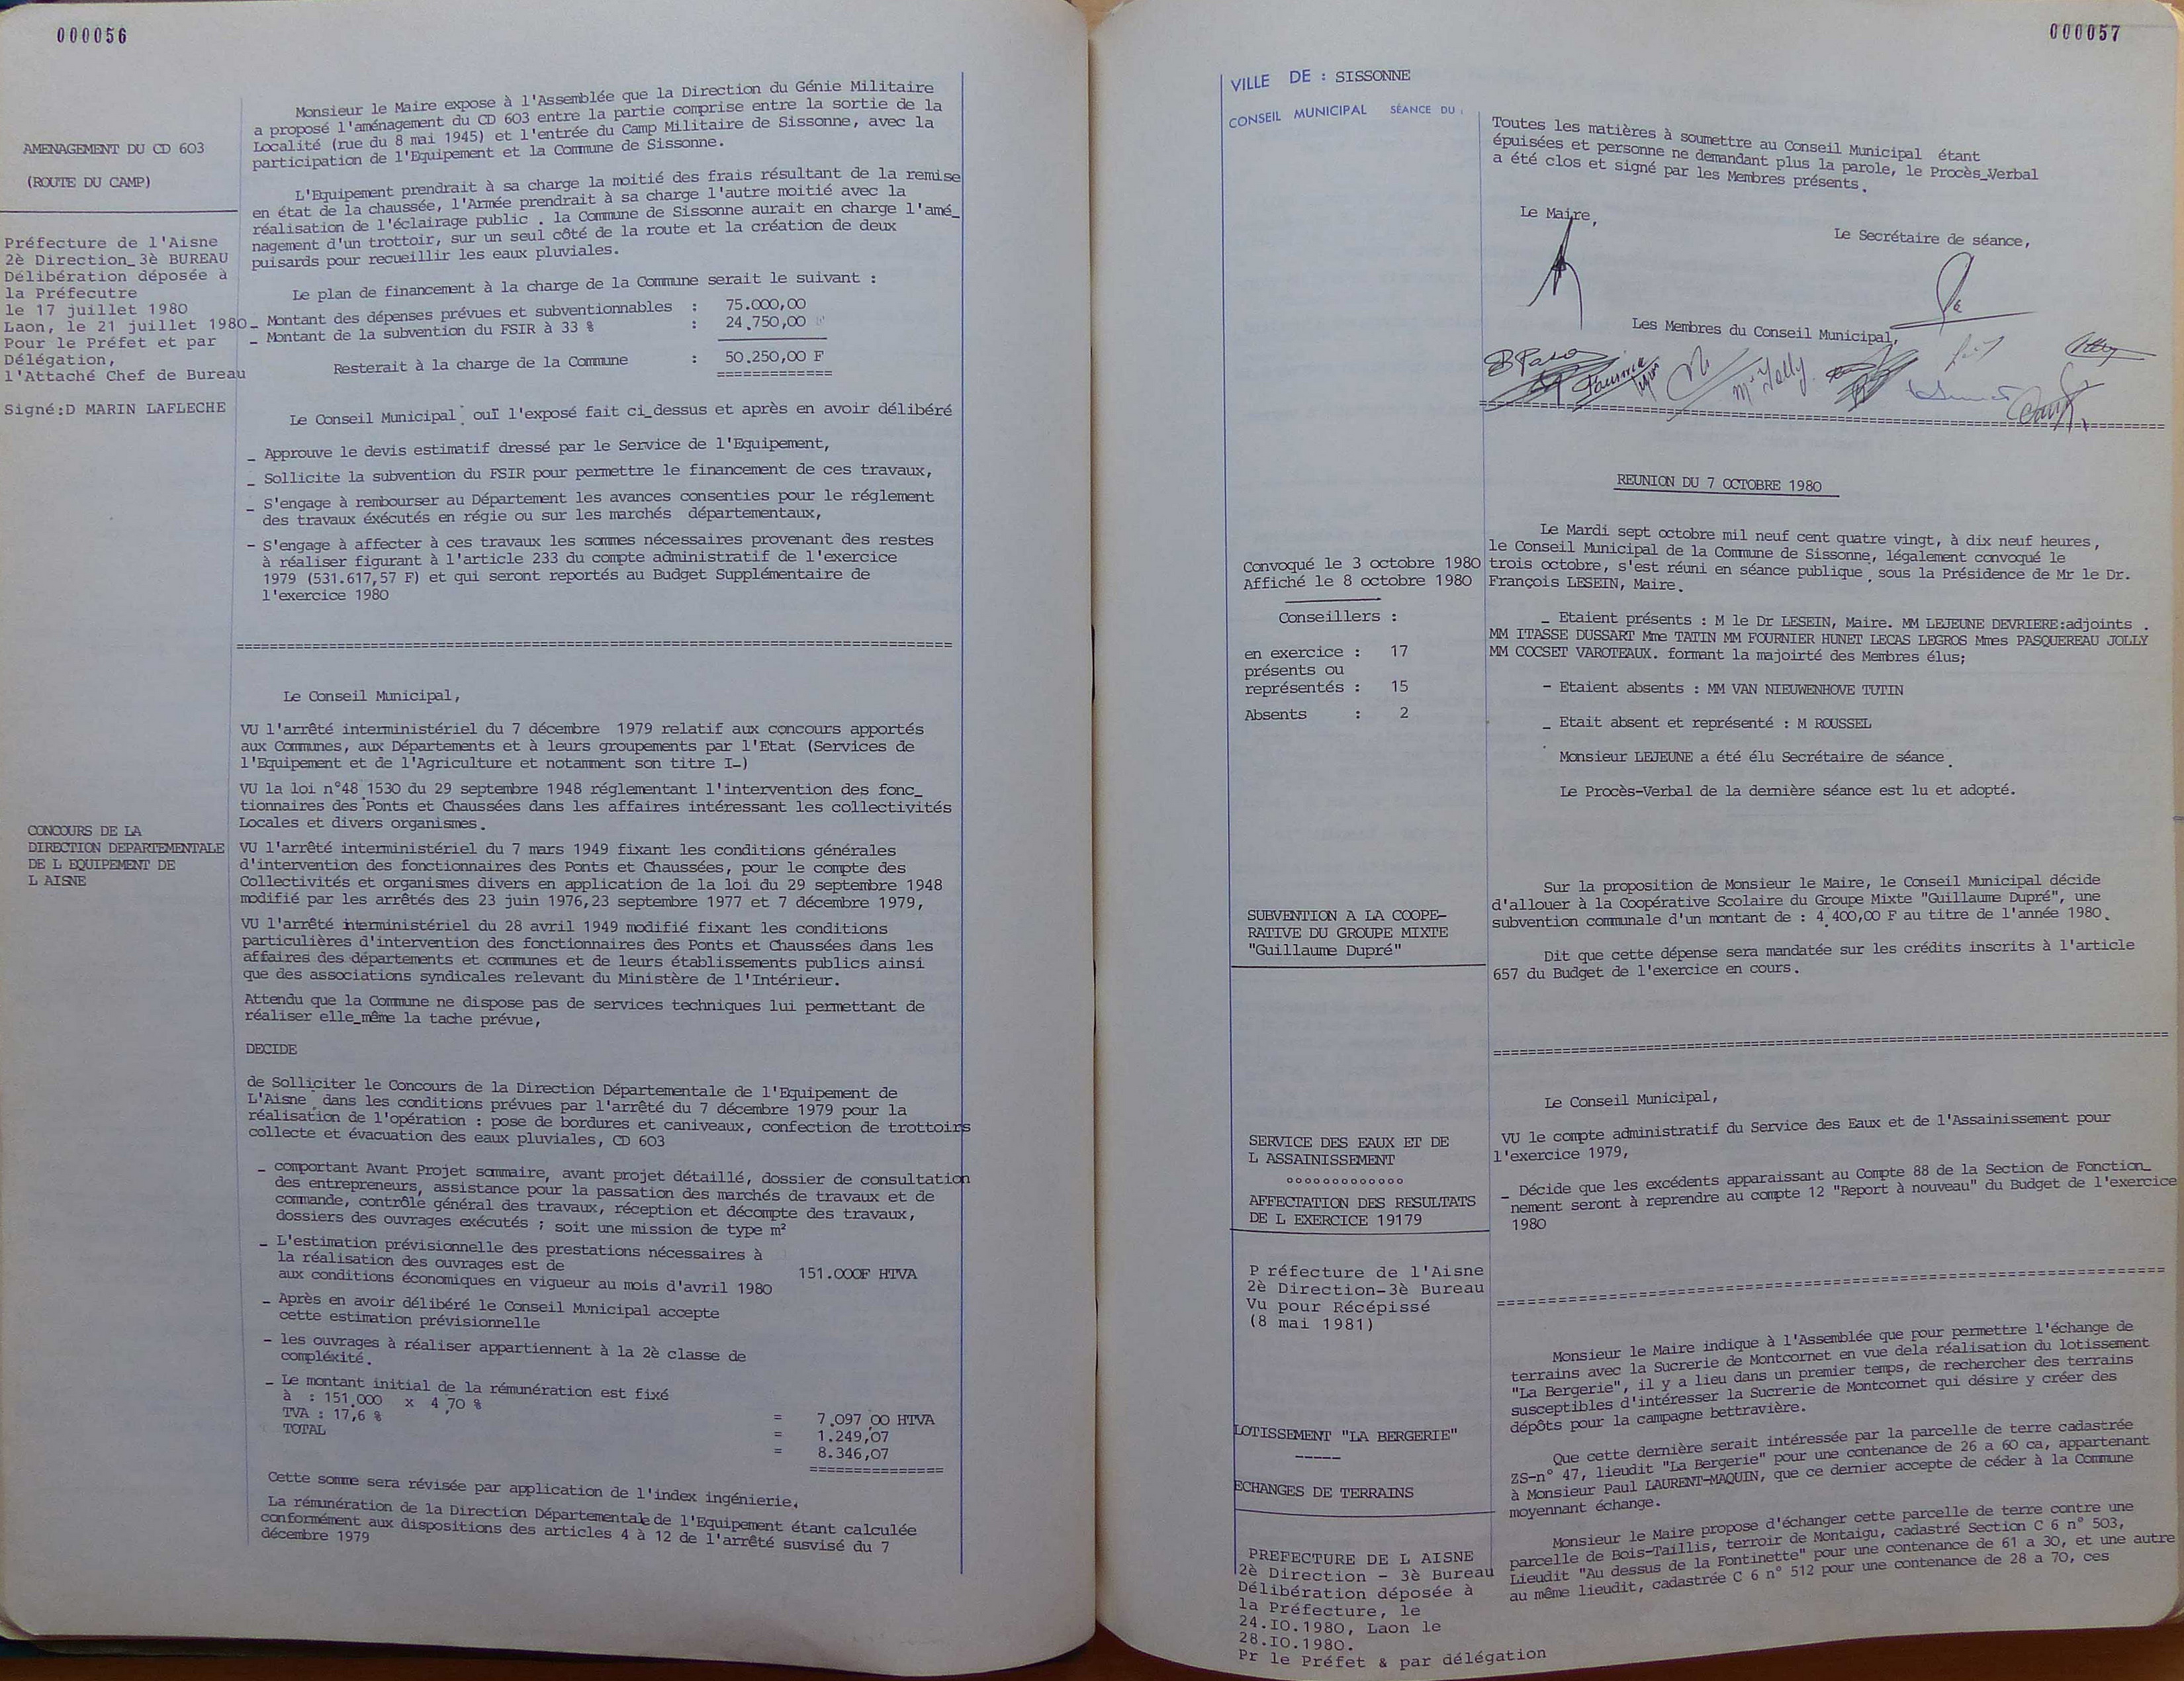 000056
AMENAGEMENT DU CD 603
(ROUTE DU CAMP)
Préfecture de l'Aisne
2è Direction_3è BUREAU
Délibération déposée à
la Préfecutre
le 17 juillet 1980
Laon, le 21 juillet 1980
Pour le Préfet et par
Délégation,
l'Attaché Chef de Bureau
Signé:D MARIN LAFLECHE
Monsieur le Maire expose à l'Assemblée que la Direction du Génie Militaire
a proposé l'aménagement du CD 603 entre la partie comprise entre la sortie de la
Localité (rue du 8 mai 1945) et l'entrée du Camp Militaire de Sissonne, avec la
participation de l'Equipement et la Commune de Sissonne.
L'Equipement prendrait à sa charge la moitié des frais résultant de la remise
en état de la chaussée, l'Armée prendrait à sa charge l'autre moitié avec la
réalisation de l'éclairage public . la Commune de Sissonne aurait en charge l'amé_
nagement d'un trottoir, sur un seul côté de la route et la création de deux
puisards pour recueillir les eaux pluviales.
Le plan de financement à la charge de la Commune serait le suivant :
_ Montant des dépenses prévues et subventionnables : 75.000,00
_ Montant de la subvention du FSIR à 33 % : 24.750,00
Resterait à la charge de la Commune : 50.250,00 F
=============
Le Conseil Municipal. ouï l'exposé fait ci_dessus et après en avoir délibéré
_ Approuve le devis estimatif dressé par le Service de l'Equipement,
_ Sollicite la subvention du FSIR pour permettre le financement de ces travaux,
_ S'engage à rembourser au Département les avances consenties pour le réglement
des travaux éxécutés en régie ou sur les marchés départementaux,
- S'engage à affecter à ces travaux les sommes nécessaires provenant des restes
à réaliser figurant à l'article 233 du compte administratif de l'exercice
1979 (531.617,57 F) et qui seront reportés au Budget Supplémentaire de
l'exercice 1980
CONCOURS DE LA
DIRECTION DEPARTEMENTALE
DE L EQUIPEMENT DE
L AISNE
Le Conseil Municipal,
VU l'arrêté interministériel du 7 décembre 1979 relatif aux concours apportés
aux Communes, aux Départements et à leurs groupements par l'Etat (Services de
l'Equipement et de l'Agriculture et notamment son titre I-)
VU la loi n°48 1530 du 29 septembre 1948 réglementant l'intervention des fonc_
tionnaires des Ponts et Chaussées dans les affaires intéressant les collectivités
Locales et divers organismes.
VU l'arrêté interministériel du 7 mars 1949 fixant les conditions générales
d'intervention des fonctionnaires des Ponts et Chaussées, pour le compte des
Collectivités et organismes divers en application de la loi du 29 septembre 1948
modifié par les arrêtés des 23 juin 1976,23 septembre 1977 et 7 décembre 1979,
VU l'arrêté interministériel du 28 avril 1949 modifié fixant les conditions
particulières d'intervention des fonctionnaires des Ponts et Chaussées dans les
affaires des départements et communes et de leurs établissements publics ainsi
que des associations syndicales relevant du Ministère de l'Intérieur.
Attendu que la Commune ne dispose pas de services techniques lui permettant de
réaliser elle_même la tache prévue,
DECIDE
de Solliciter le Concours de la Direction Départementale de l'Equipement de
L'Aisne. dans les conditions prévues par l'arrêté du 7 décembre 1979 pour la
réalisation de l'opération : pose de bordures et caniveaux, confection de trottoirs
collecte et évacuation des eaux pluviales, CD 603
_ comportant Avant Projet sommaire, avant projet détaillé, dossier de consultation
des entrepreneurs, assistance pour la passation des marchés de travaux et de
commande, contrôle général des travaux, réception et décompte des travaux,
dossiers des ouvrages exécutés ; soit une mission de type m²
_ L'estimation prévisionnelle des prestations nécessaires à
la réalisation des ouvrages est de 151.000F HTVA
aux conditions économiques en vigueur au mois d'avril 1980
_ Après en avoir délibéré le Conseil Municipal accepte
cette estimation prévisionnelle
- les ouvrages à réaliser appartiennent à la 2è classe de
compléxité.
_ Le montant initial de la rémunération est fixé
à : 151.000 x 4,70 % = 7.097,00 HTVA
TVA : 17,6 % = 1.249,07
TOTAL = 8.346,07
===============
Cette somme sera révisée par application de l'index ingénierie.
La rémunération de la Direction Départementale de l'Equipement étant calculée
conformément aux dispositions des articles 4 à 12 de l'arrêté susvisé du 7
décembre 1979
000057
VILLE DE : SISSONNE
CONSEIL MUNICIPAL SÉANCE DU :
Toutes les matières à soumettre au Conseil Municipal étant
épuisées et personne ne demandant plus la parole, le Procès_Verbal
a été clos et signé par les Membres présents.
Le Maire,
Le Secrétaire de séance,
Les Membres du Conseil Municipal,
REUNION DU 7 OCTOBRE 1980
Convoqué le 3 octobre 1980
Affiché le 8 octobre 1980
Conseillers :
en exercice : 17
présents ou
représentés : 15
Absents : 2
Le Mardi sept octobre mil neuf cent quatre vingt, à dix neuf heures,
le Conseil Municipal de la Commune de Sissonne, légalement convoqué le
trois octobre, s'est réuni en séance publique, sous la Présidence de Mr le Dr.
François LESEIN, Maire.
_ Etaient présents : M le Dr LESEIN, Maire. MM LEJEUNE DEVRIERE:adjoints .
MM ITASSE DUSSART Mme TATIN MM FOURNIER HUNET LECAS LEGROS Mmes PASQUEREAU JOLLY
MM COCSET VAROTEAUX. formant la majoirté des Membres élus;
- Etaient absents : MM VAN NIEUWENHOVE TUTIN
_ Etait absent et représenté : M ROUSSEL
Monsieur LEJEUNE a été élu Secrétaire de séance.
Le Procès-Verbal de la dernière séance est lu et adopté.
SUBVENTION A LA COOPE-
RATIVE DU GROUPE MIXTE
"Guillaume Dupré"
Sur la proposition de Monsieur le Maire, le Conseil Municipal décide
d'allouer à la Coopérative Scolaire du Groupe Mixte "Guillaume Dupré", une
subvention communale d'un montant de : 4.400,00 F au titre de l'année 1980.
Dit que cette dépense sera mandatée sur les crédits inscrits à l'article
657 du Budget de l'exercice en cours.
SERVICE DES EAUX ET DE
L ASSAINISSEMENT
°°°°°°°°°°°°°
AFFECTATION DES RESULTATS
DE L EXERCICE 19179
P réfecture de l'Aisne
2è Direction-3è Bureau
Vu pour Récépissé
(8 mai 1981)
Le Conseil Municipal,
VU le compte administratif du Service des Eaux et de l'Assainissement pour
l'exercice 1979,
_ Décide que les excédents apparaissant au Compte 88 de la Section de Fonction_
nement seront à reprendre au compte 12 "Report à nouveau" du Budget de l'exercice
1980
LOTISSEMENT "LA BERGERIE"
-----
ECHANGES DE TERRAINS
PREFECTURE DE L AISNE
2è Direction - 3è Bureau
Délibération déposée à
la Préfecture, le
24.IO.1980, Laon le
28.IO.1980.
Pr le Préfet & par délégation
Monsieur le Maire indique à l'Assemblée que pour permettre l'échange de
terrains avec la Sucrerie de Montcornet en vue dela réalisation du lotissement
"La Bergerie", il y a lieu dans un premier temps, de rechercher des terrains
susceptibles d'intéresser la Sucrerie de Montcornet qui désire y créer des
dépôts pour la campagne bettravière.
Que cette dernière serait intéressée par la parcelle de terre cadastrée
ZS-n° 47, lieudit "La Bergerie" pour une contenance de 26 a 60 ca, appartenant
à Monsieur Paul LAURENT-MAQUIN, que ce dernier accepte de céder à la Commune
moyennant échange.
Monsieur le Maire propose d'échanger cette parcelle de terre contre une
parcelle de Bois-Taillis, terroir de Montaigu, cadastré Section C 6 n° 503,
Lieudit "Au dessus de la Fontinette" pour une contenance de 61 a 30, et une autre
au même lieudit, cadastrée C 6 n° 512 pour une contenance de 28 a 70, ces